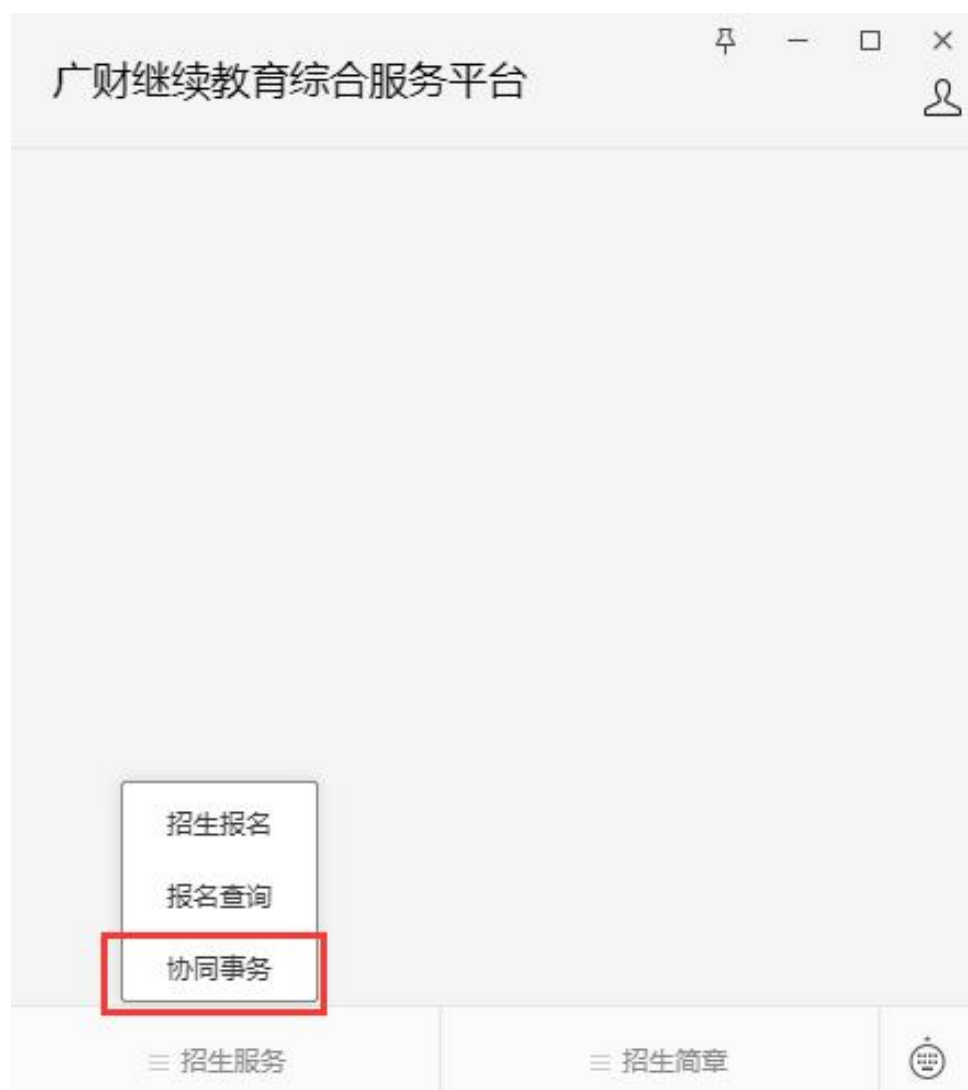 广财继续教育综合服务平台
招生报名
报名查询
协同事务
招生服务
招生简章